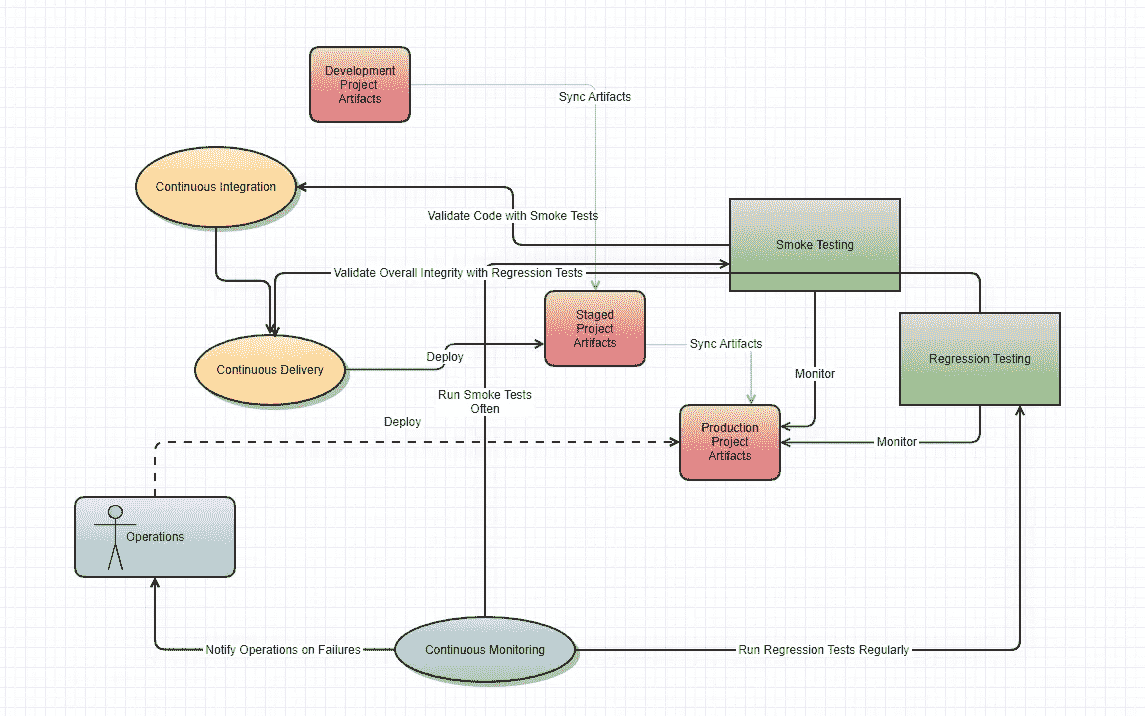 Development
Project
Artifacts
Sync Artifacts
Continuous Integration
Validate Code with Smoke Tests
Smoke Testing
Validate Overall Integrity with Regression Tests
Staged
Project
Artifacts
Sync Artifacts
Regression Testing
Deploy
Continuous Delivery
Monitor
Run Smoke Tests
Often
Deploy
Production
Project
Artifacts
Monitor
Operations
Notify Operations on Failures
Continuous Monitoring
Run Regression Tests Regularly